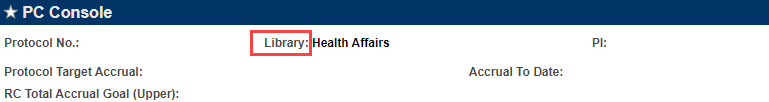 ★ PC Console
Protocol No.: Library: Health Affairs PI:
Protocol Target Accrual: Accrual To Date:
RC Total Accrual Goal (Upper):